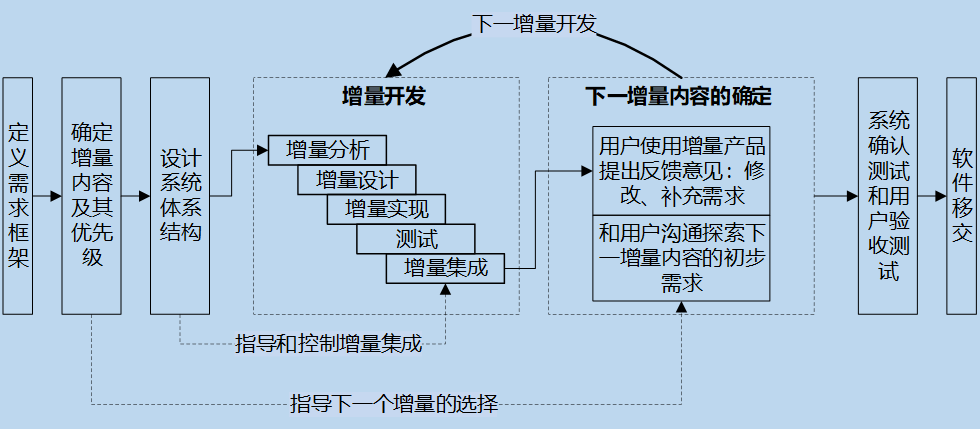 下一增量开发
定义需求框架
确定
增量
内容
及其
优先
级
设计
系统
体系
结构
增量开发
增量分析
增量设计
增量实现
测试
增量集成
下一增量内容的确定
用户使用增量产品
提出反馈意见：修
改、补充需求
和用户沟通探索下
一增量内容的初步
需求
系统
确认
测试
和用
户验
收测
试
软件移交
指导和控制增量集成
指导下一个增量的选择